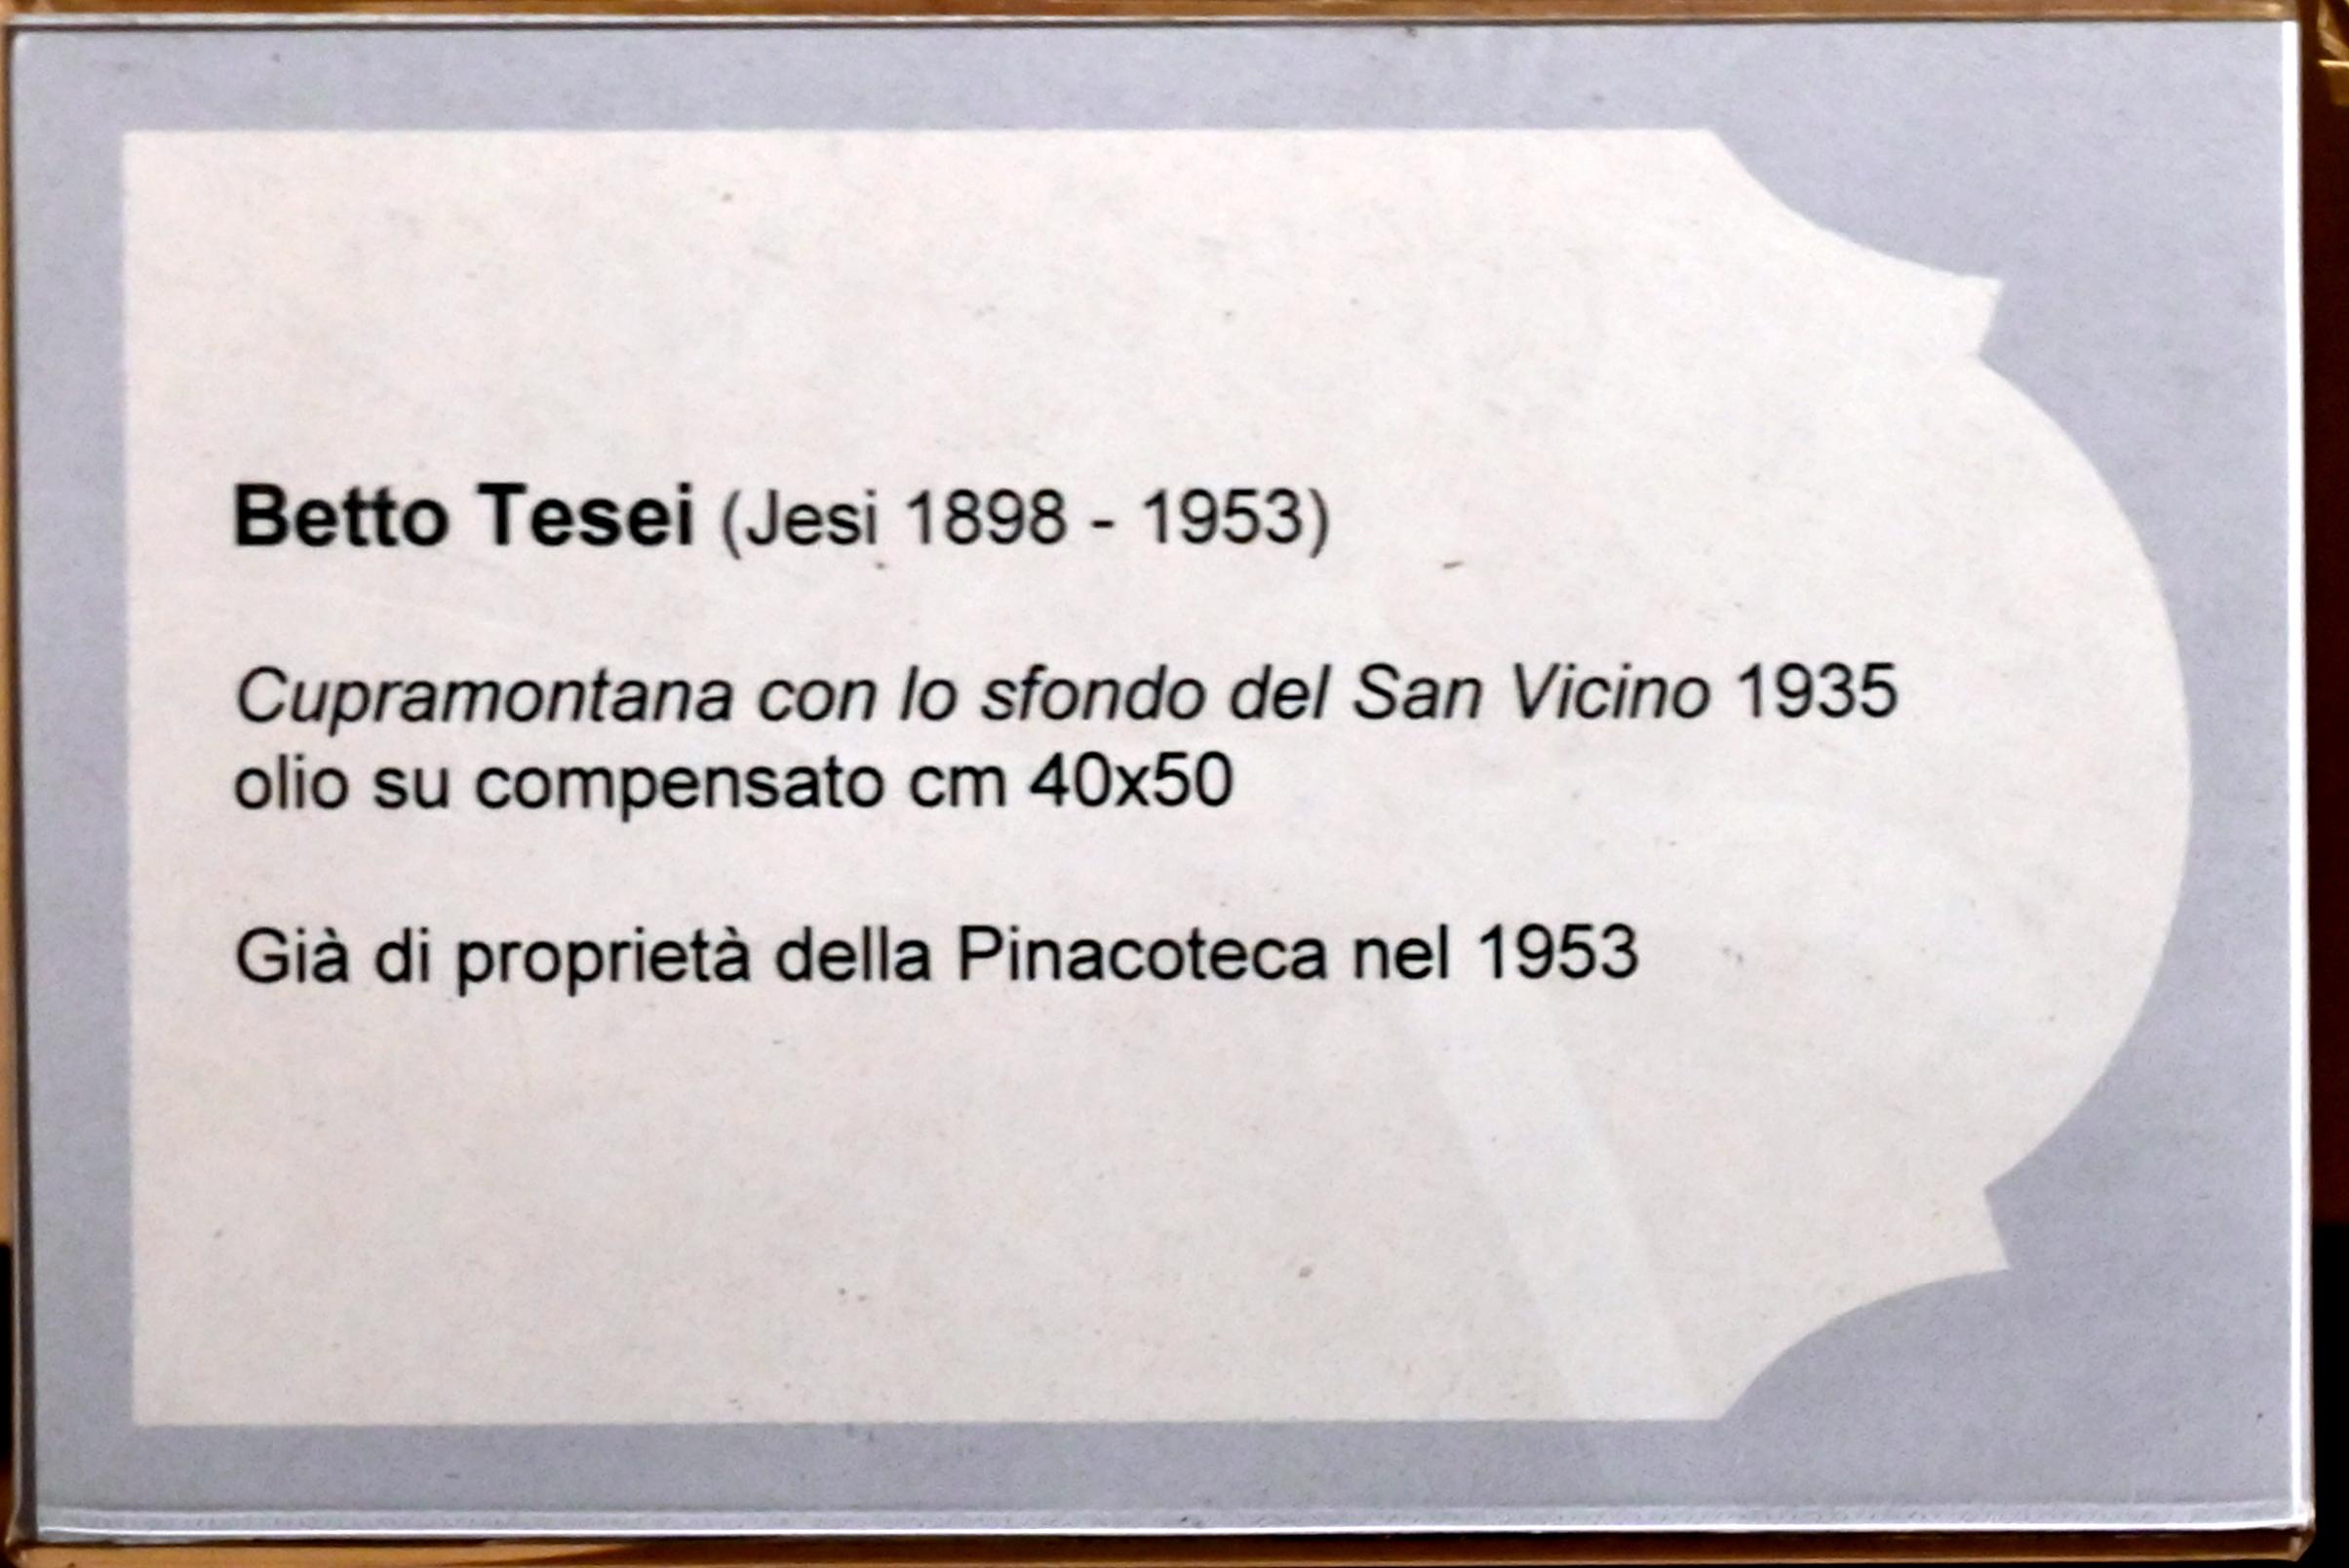 Betto Tesei (Jesi 1898 - 1953)
Cupramontana con lo sfondo del San Vicino 1935
olio su compensato cm 40x50
Già di proprietà della Pinacoteca nel 1953